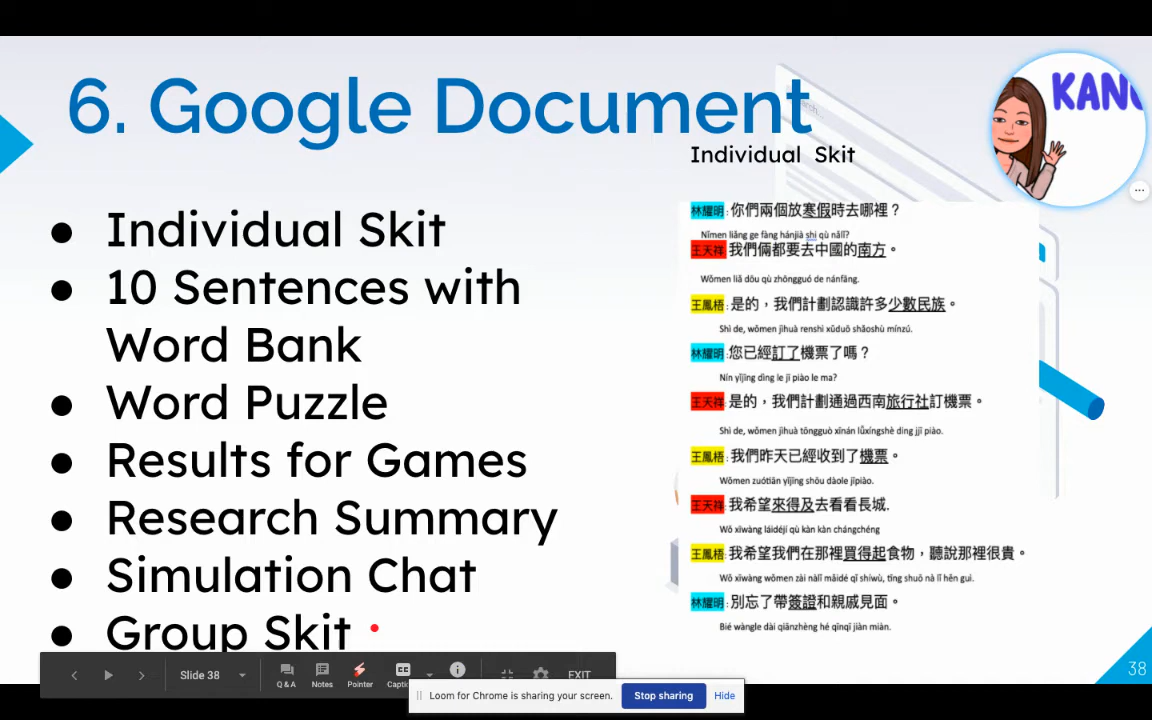 6. Google Document
KAN
Individual Skit
● Individual Skit
● 10 Sentences with
Word Bank
● Word Puzzle
● Results for Games
● Research Summary
● Simulation Chat
● Group Skit
林耀明:你們兩個放寒假時去哪裡？
Nǐmen liǎng ge fàng hánjià shí qù nǎlǐ?
王天祥:我們倆都要去中國的南方。
Wǒmen liǎ dōu qù zhōngguó de nánfāng.
王鳳梧:是的，我們計劃認識許多少數民族。
Shì de, wǒmen jìhuà rènshi xǔduō shǎoshù mínzú.
林耀明:您已經訂了機票了嗎？
Nín yǐjīng dìng le jī piào le ma?
王天祥:是的，我們計劃通過西南旅行社訂機票。
Shì de, wǒmen jìhuà tōngguò xīnán lǚxíngshè dìng jī piào.
王鳳梧:我們昨天已經收到了機票。
Wǒmen zuótiān yǐjīng shōu dàole jīpiào.
王天祥:我希望來得及去看看長城.
Wǒ xīwàng láidéjí qù kàn kàn chángchéng
王鳳梧:我希望我們在那裡買得起食物，聽說那裡很貴。
Wǒ xīwàng wǒmen zài nàlǐ mǎidé qǐ shíwù, tīng shuō nà lǐ hěn guì.
林耀明:別忘了帶簽證和親戚見面。
Bié wàngle dài qiānzhèng hé qīnqī jiàn miàn.
38
Slide 38
Q & A
Notes
Pointer
Capti
EXIT
Loom for Chrome is sharing your screen.
Stop sharing
Hide